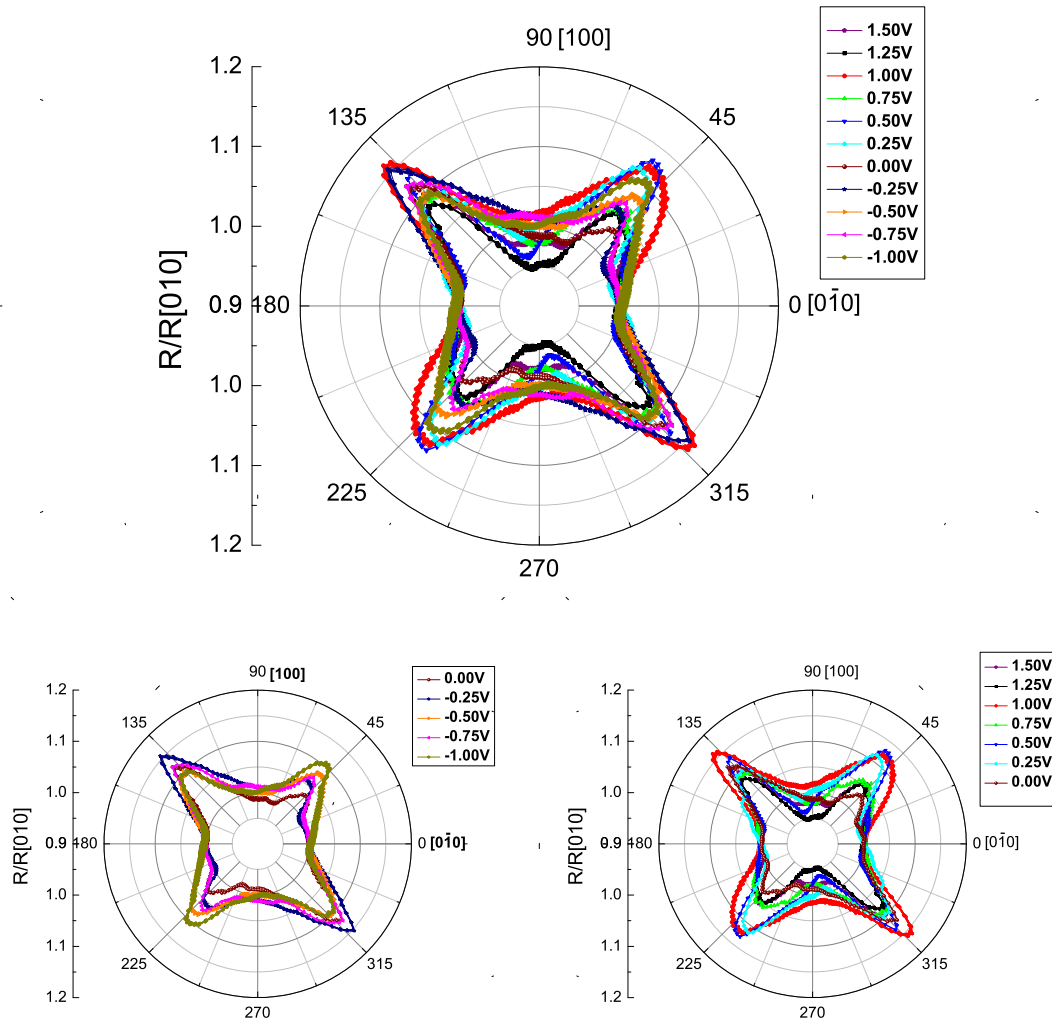 90 [100]
1.2
1.1
1.0
0.9
1.0
1.1
1.2
R/R[010]
135
45
180
0 [01̄0]
225
315
270
1.50V
1.25V
1.00V
0.75V
0.50V
0.25V
0.00V
-0.25V
-0.50V
-0.75V
-1.00V
90 [100]
1.2
1.1
1.0
0.9
1.0
1.1
1.2
R/R[010]
135
45
180
0 [01̄0]
225
315
270
0.00V
-0.25V
-0.50V
-0.75V
-1.00V
90 [100]
1.2
1.1
1.0
0.9
1.0
1.1
1.2
R/R[010]
135
45
180
0 [01̄0]
225
315
270
1.50V
1.25V
1.00V
0.75V
0.50V
0.25V
0.00V